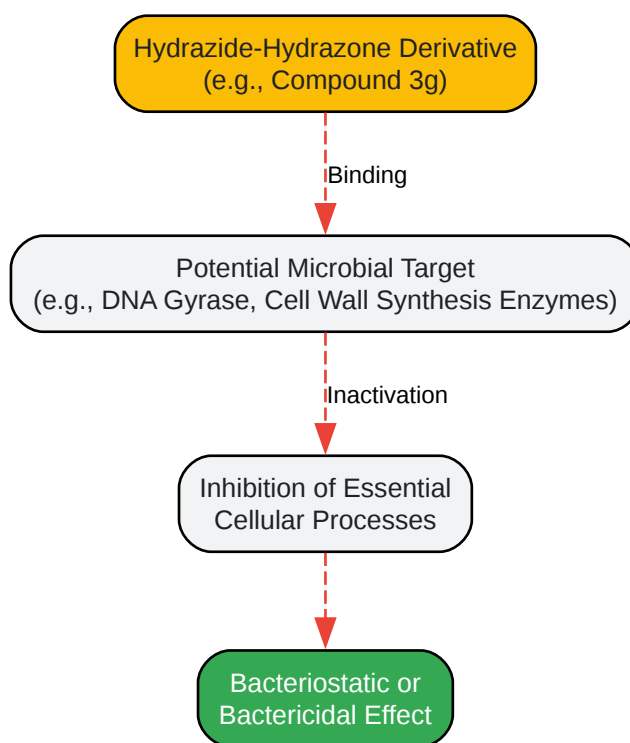 Hydrazide-Hydrazone Derivative
(e.g., Compound 3g)
Binding
Potential Microbial Target
(e.g., DNA Gyrase, Cell Wall Synthesis Enzymes)
Inactivation
Inhibition of Essential
Cellular Processes
Bacteriostatic or
Bactericidal Effect